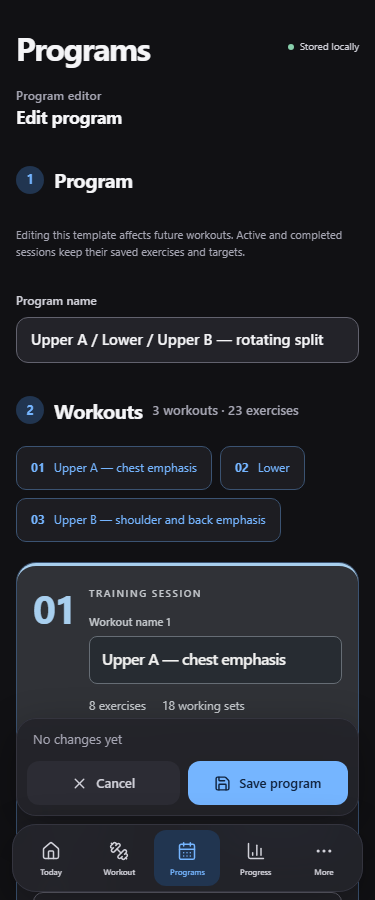 Programs
Stored locally
Program editor
Edit program
1 Program
Editing this template affects future workouts. Active and completed
sessions keep their saved exercises and targets.
Program name
Upper A / Lower / Upper B — rotating split
2 Workouts 3 workouts · 23 exercises
01 Upper A — chest emphasis
02 Lower
03 Upper B — shoulder and back emphasis
01
TRAINING SESSION
Workout name 1
Upper A — chest emphasis
8 exercises 18 working sets
No changes yet
Cancel
Save program
Today
Workout
Programs
Progress
More